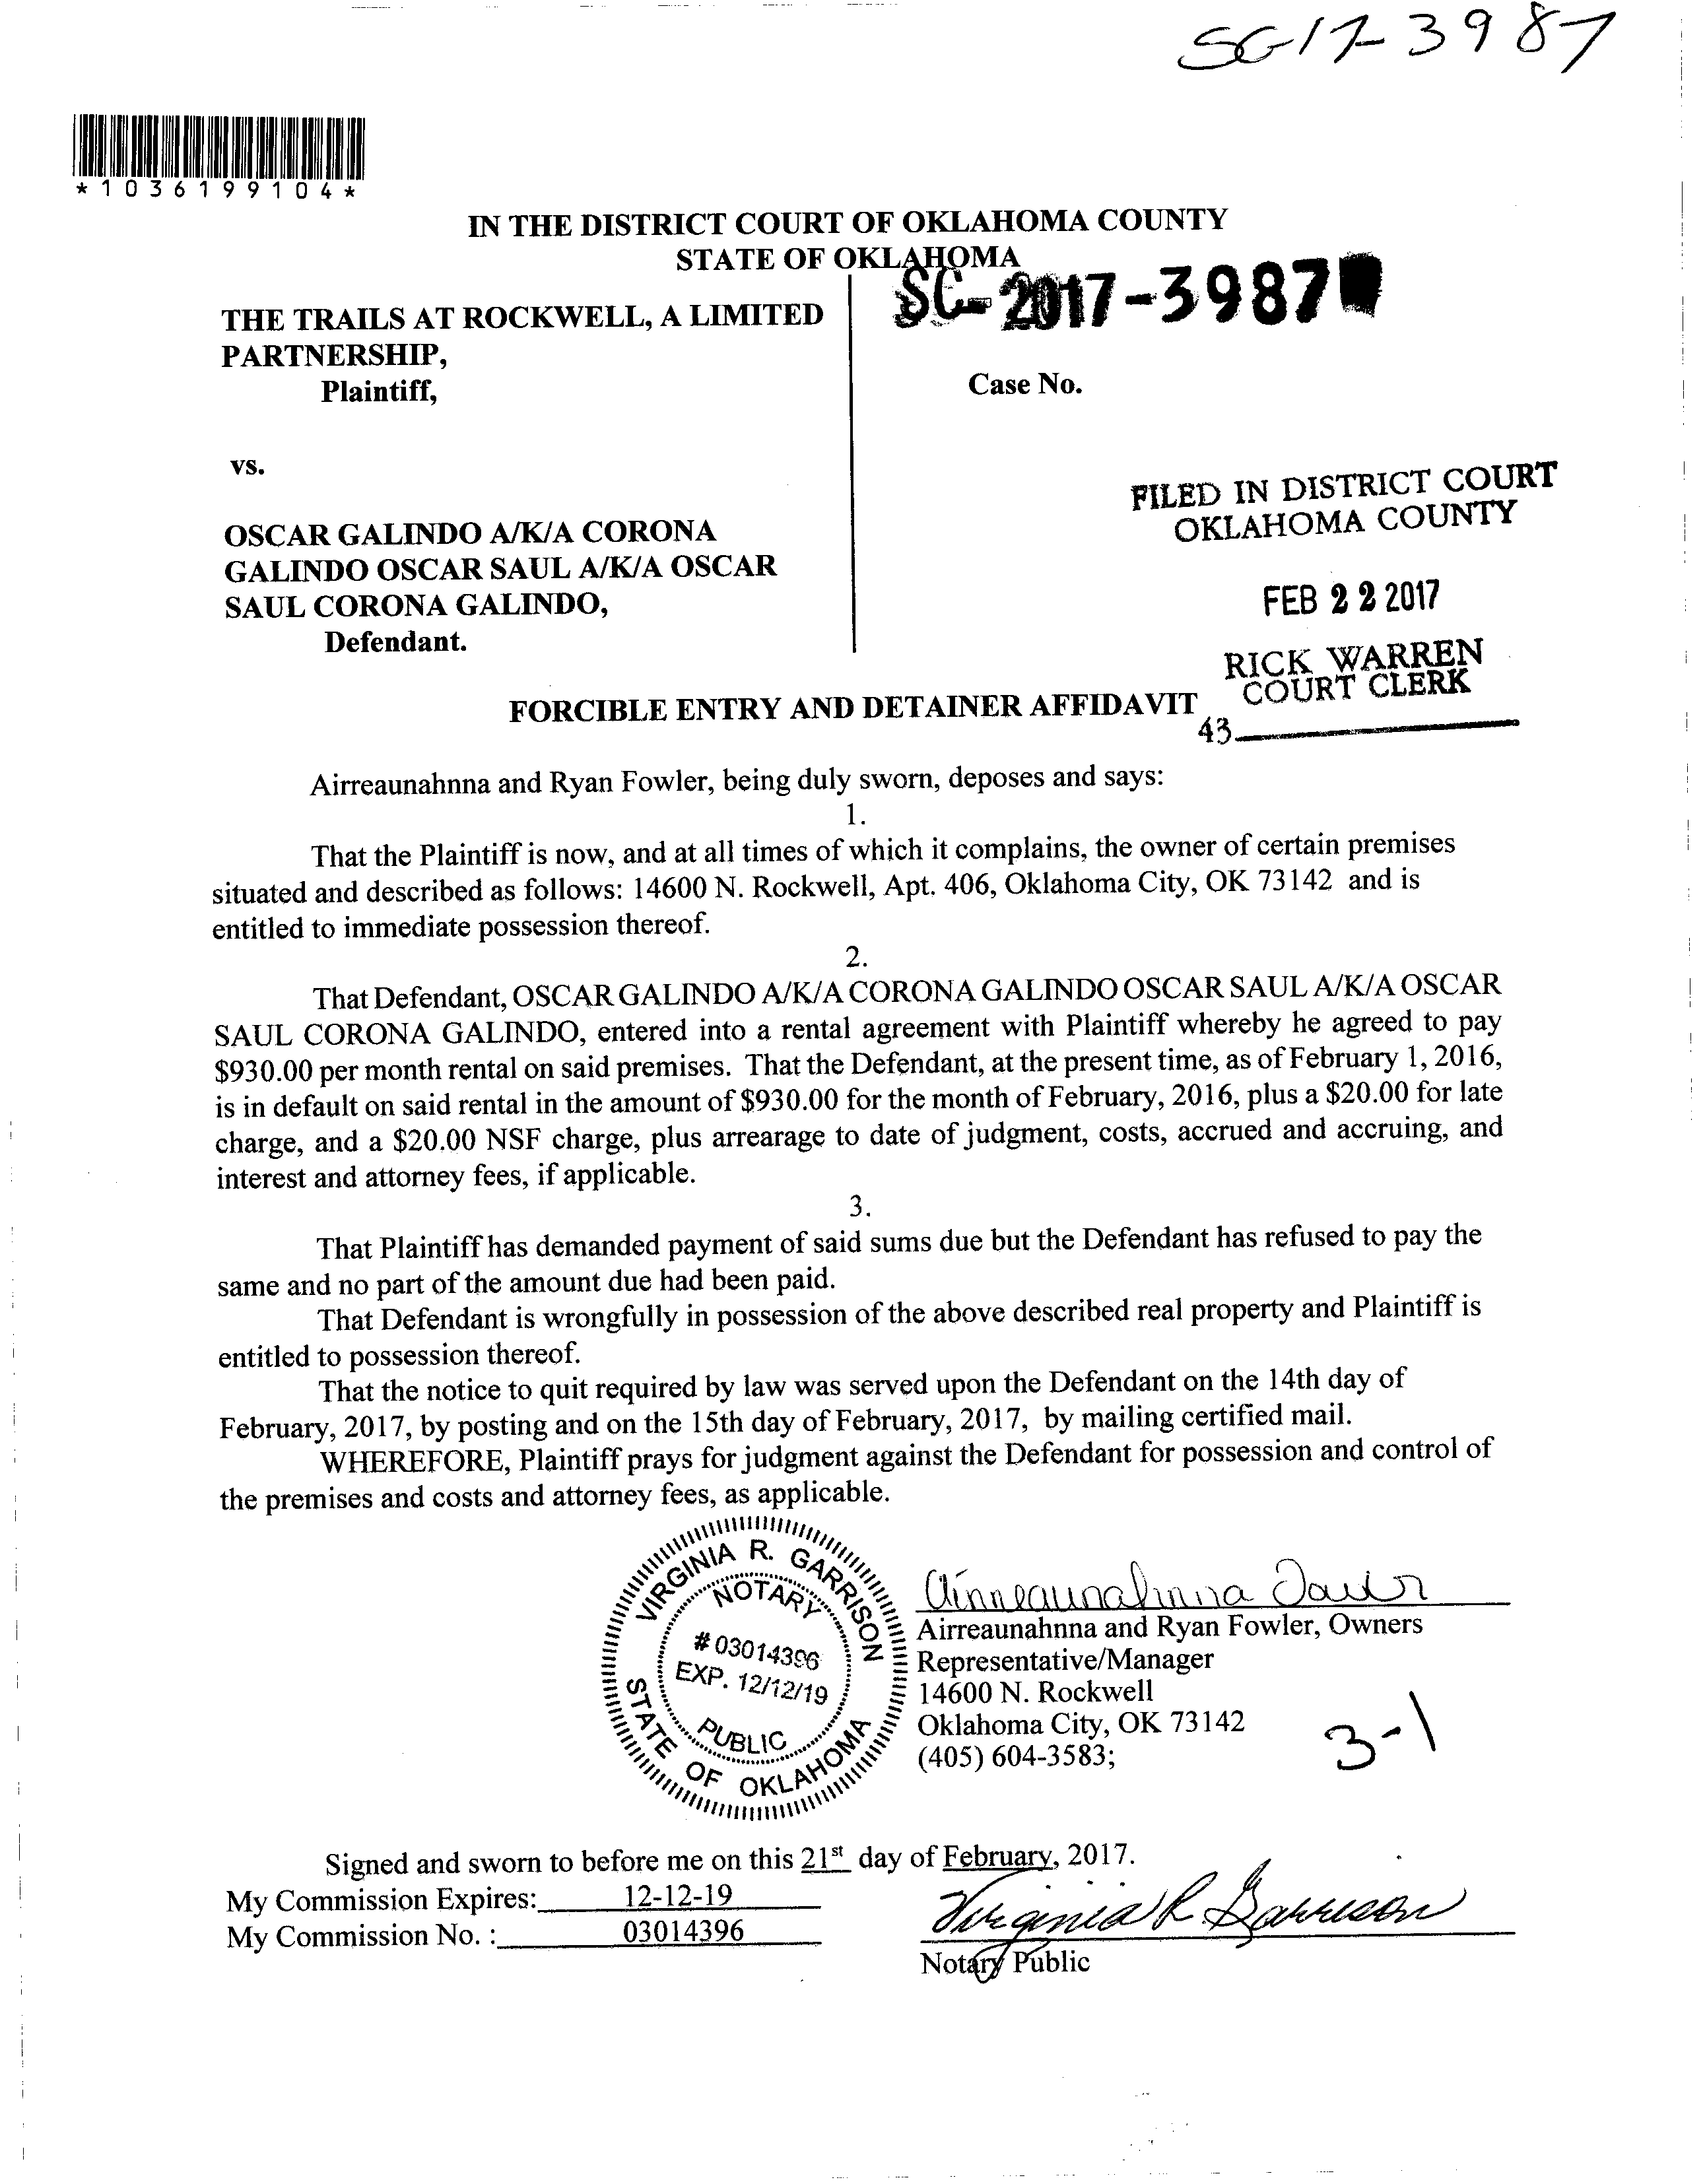 SC-17-3987
*1036199104*
IN THE DISTRICT COURT OF OKLAHOMA COUNTY
STATE OF OKLAHOMA
SC-2017-3987
THE TRAILS AT ROCKWELL, A LIMITED
PARTNERSHIP,
Plaintiff,
Case No.
vs.
FILED IN DISTRICT COURT
OKLAHOMA COUNTY
OSCAR GALINDO A/K/A CORONA
GALINDO OSCAR SAUL A/K/A OSCAR
SAUL CORONA GALINDO,
Defendant.
FEB 22 2017
RICK WARREN
COURT CLERK
43
FORCIBLE ENTRY AND DETAINER AFFIDAVIT
Airreaunahnna and Ryan Fowler, being duly sworn, deposes and says:
1.
That the Plaintiff is now, and at all times of which it complains, the owner of certain premises
situated and described as follows: 14600 N. Rockwell, Apt. 406, Oklahoma City, OK 73142 and is
entitled to immediate possession thereof.
2.
That Defendant, OSCAR GALINDO A/K/A CORONA GALINDO OSCAR SAUL A/K/A OSCAR
SAUL CORONA GALINDO, entered into a rental agreement with Plaintiff whereby he agreed to pay
$930.00 per month rental on said premises. That the Defendant, at the present time, as of February 1, 2016,
is in default on said rental in the amount of $930.00 for the month of February, 2016, plus a $20.00 for late
charge, and a $20.00 NSF charge, plus arrearage to date of judgment, costs, accrued and accruing, and
interest and attorney fees, if applicable.
3.
That Plaintiff has demanded payment of said sums due but the Defendant has refused to pay the
same and no part of the amount due had been paid.
That Defendant is wrongfully in possession of the above described real property and Plaintiff is
entitled to possession thereof.
That the notice to quit required by law was served upon the Defendant on the 14th day of
February, 2017, by posting and on the 15th day of February, 2017, by mailing certified mail.
WHEREFORE, Plaintiff prays for judgment against the Defendant for possession and control of
the premises and costs and attorney fees, as applicable.
VIRGINIA R. GARRISON
NOTARY
# 03014396
EXP. 12/12/19
PUBLIC
STATE OF OKLAHOMA
Airreaunahnna
Airreaunahnna and Ryan Fowler, Owners
Representative/Manager
14600 N. Rockwell
Oklahoma City, OK 73142
(405) 604-3583;
3-1
Signed and sworn to before me on this 21st day of February, 2017.
My Commission Expires: 12-12-19
My Commission No. : 03014396
Virginia R Garrison
Notary Public